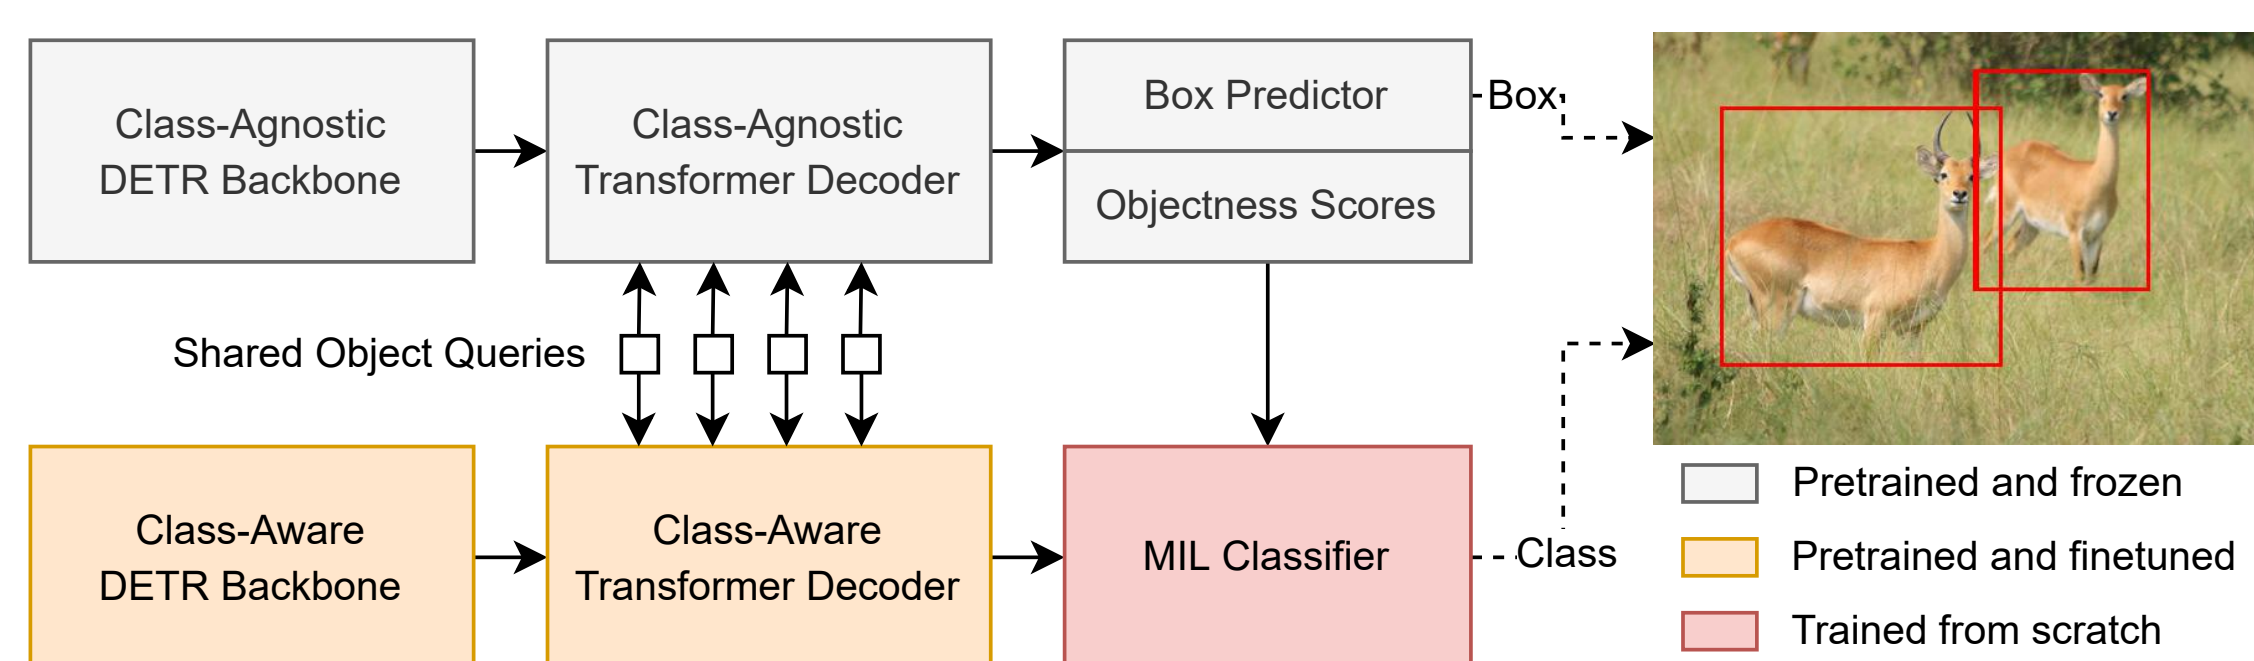 Class-Agnostic
DETR Backbone
Class-Agnostic
Transformer Decoder
Box Predictor
Objectness Scores
Box
Shared Object Queries
Class-Aware
DETR Backbone
Class-Aware
Transformer Decoder
MIL Classifier
Class
Pretrained and frozen
Pretrained and finetuned
Trained from scratch